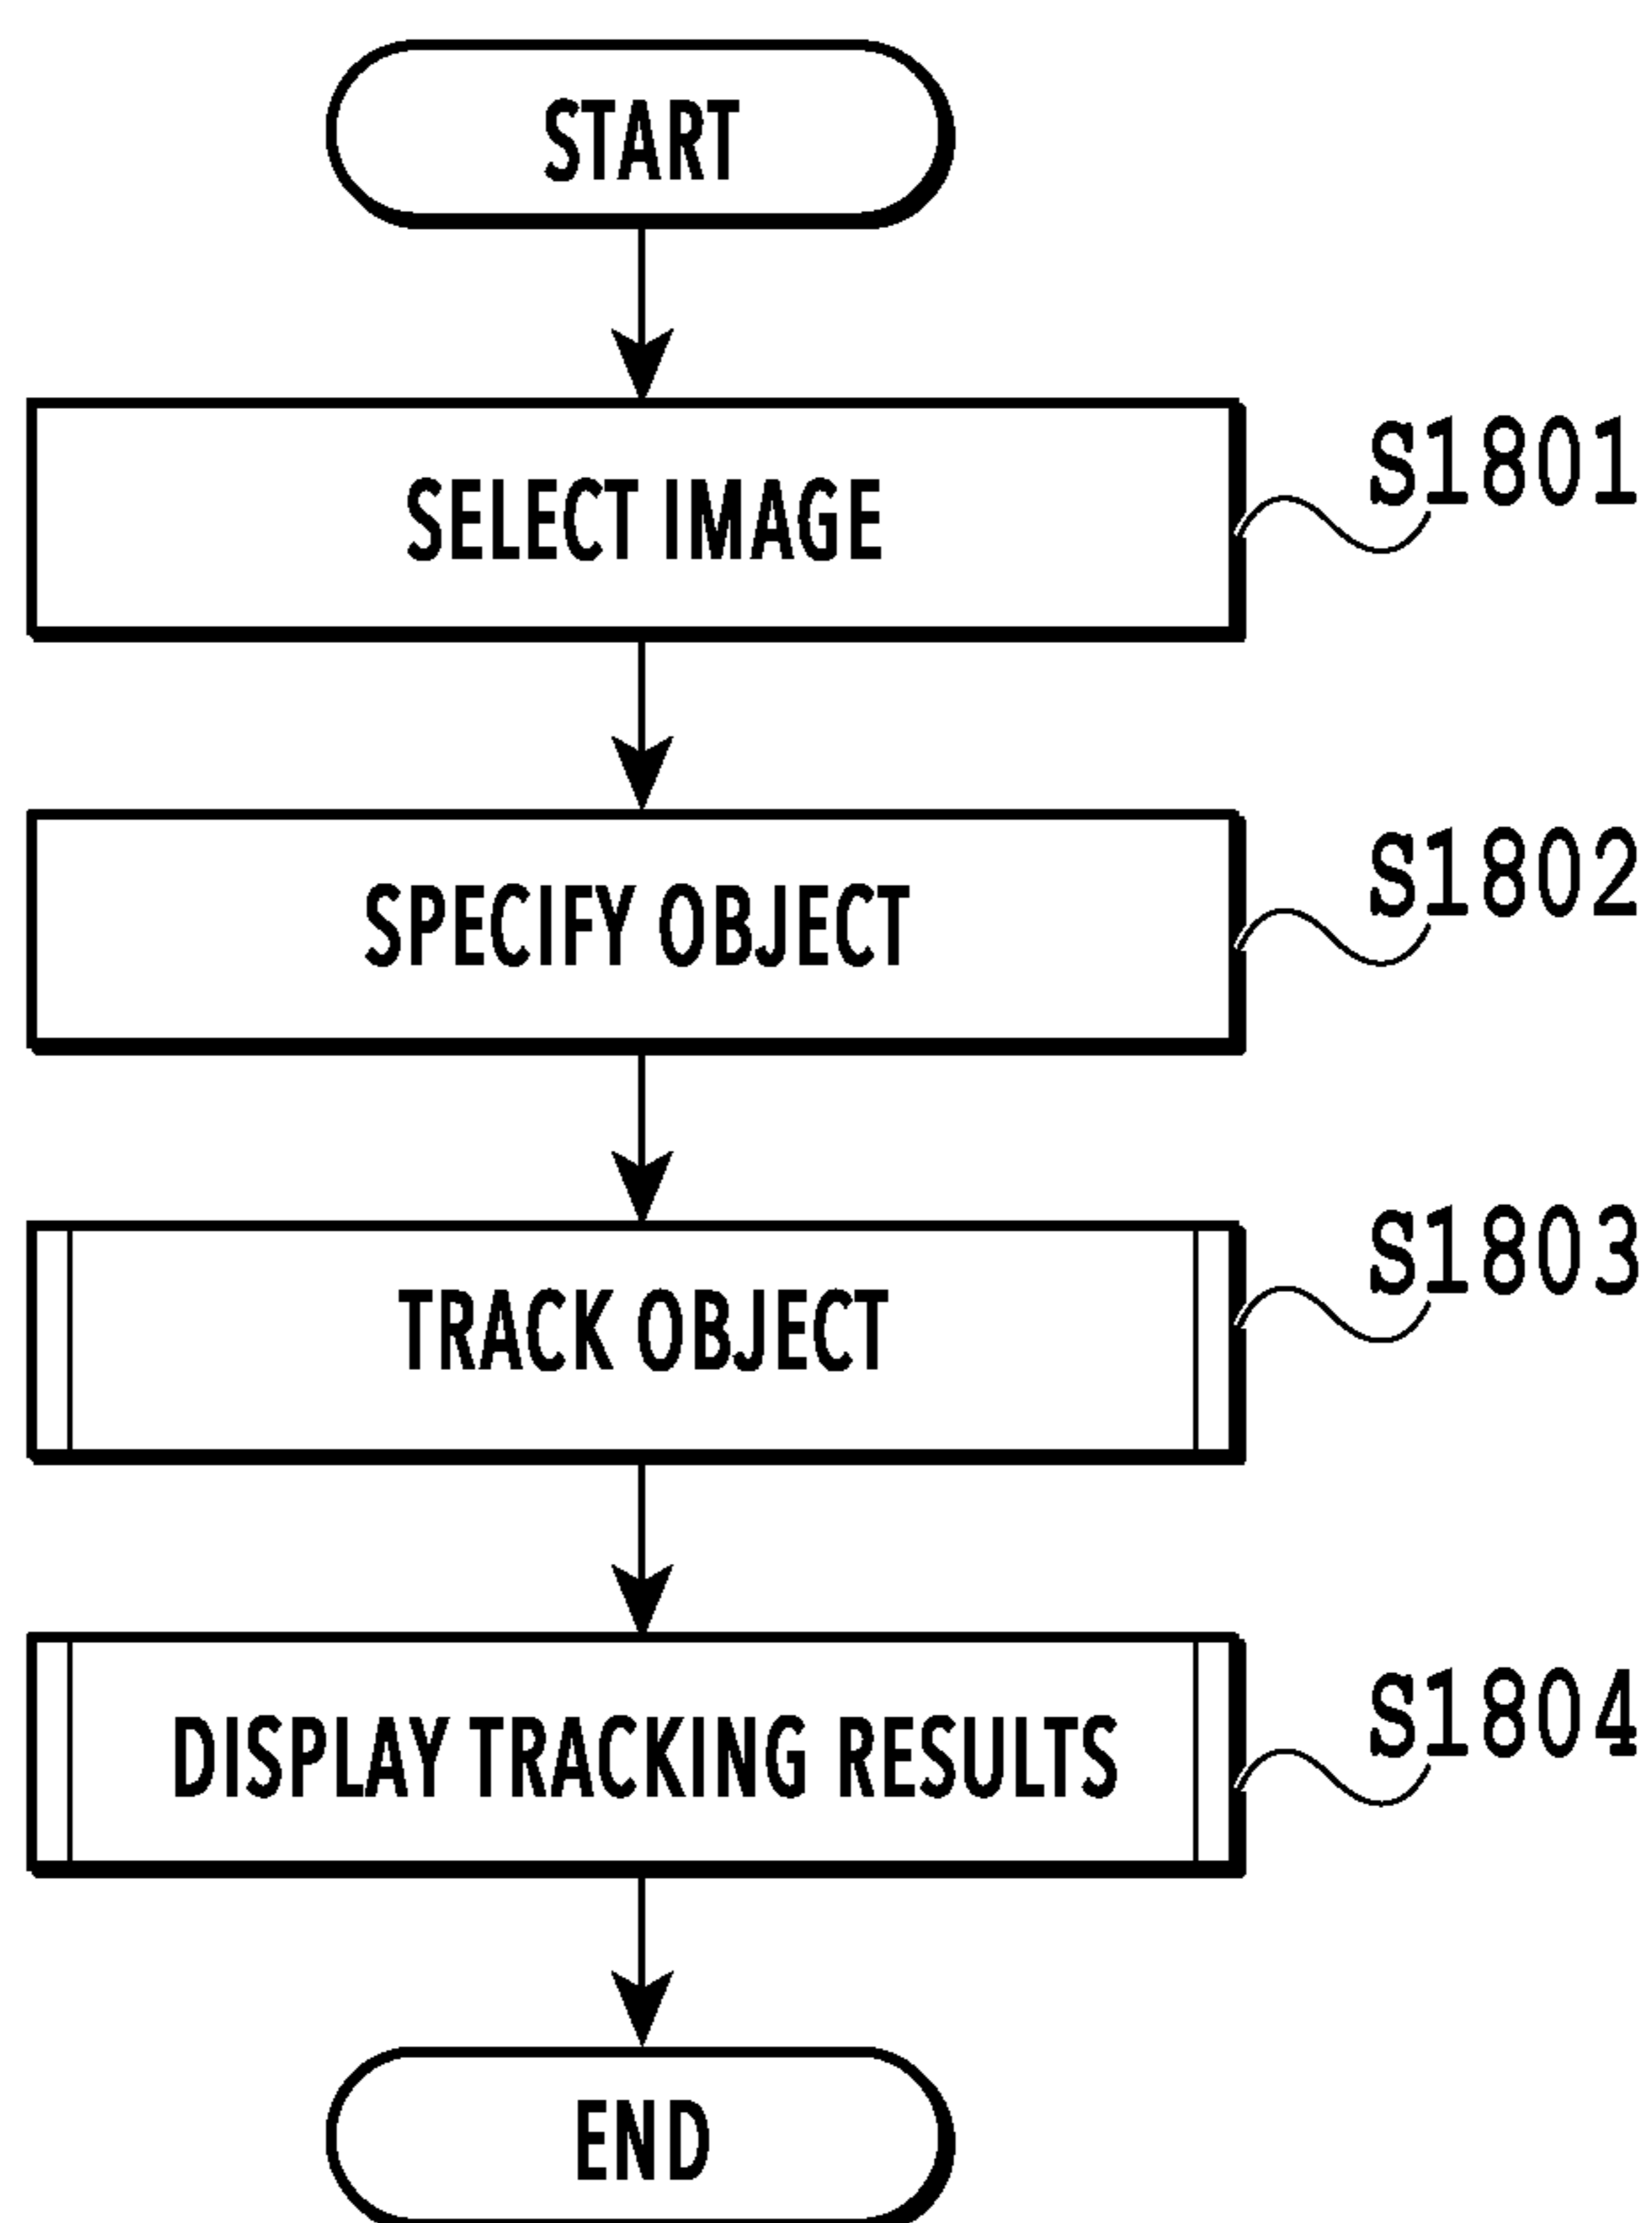 START
SELECT IMAGE
S1801
SPECIFY OBJECT
S1802
TRACK OBJECT
S1803
DISPLAY TRACKING RESULTS
S1804
END